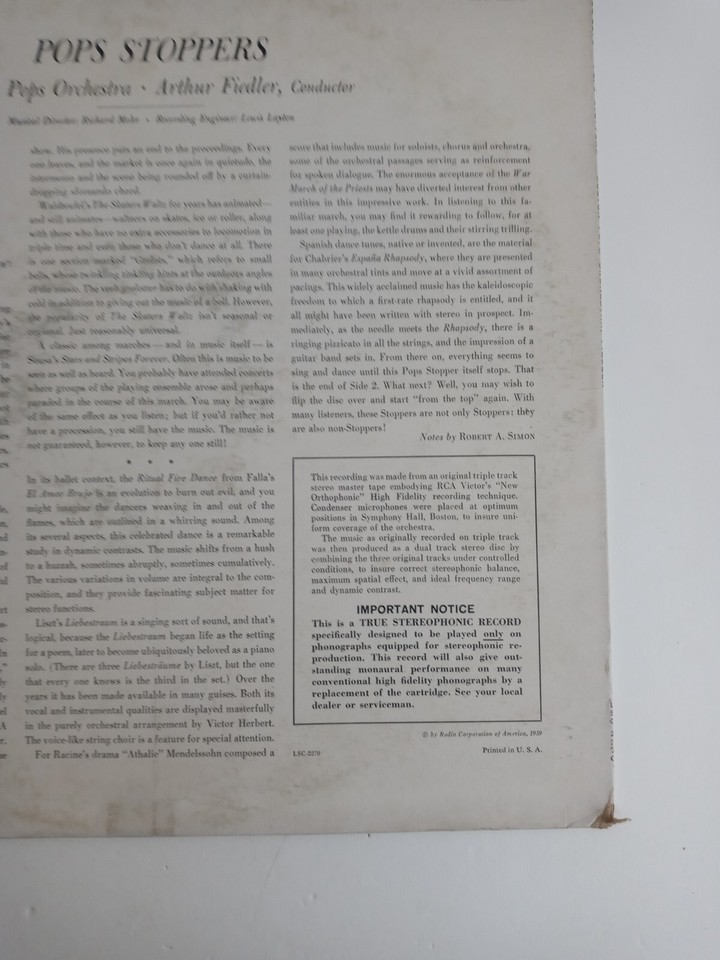 POPS STOPPERS
Pops Orchestra · Arthur Fiedler, Conductor
Musical Director: Richard Mohr · Recording Engineer: Lewis Layton
show. His presence puts an end to the proceedings. Every
one leaves, and the market is once again in quietude, the
intermezzo and the scene being rounded off by a curtain-
dropping sforzando chord.
Waldteufel's The Skaters Waltz for years has animated—
and still animates—waltzers on skates, ice or roller, along
with those who have no extra accessories to locomotion in
triple time and even those who don't dance at all. There
is one section marked "Grelots," which refers to small
bells, whose twinkling tinkling hints at the outdoors angles
of the music. The verb grelotter has to do with shaking with
cold in addition to giving out the music of a bell. However,
the popularity of The Skaters Waltz isn't seasonal or
regional. Just reasonably universal.
A classic among marches—and in music itself—is
Sousa's Stars and Stripes Forever. Often this is music to be
seen as well as heard. You probably have attended concerts
where groups of the playing ensemble arose and perhaps
paraded in the course of this march. You may be aware
of the same effect as you listen; but if you'd rather not
have a procession, you still have the music. The music is
not guaranteed, however, to keep any one still!
* * *
In its ballet context, the Ritual Fire Dance from Falla's
El Amor Brujo is an evolution to burn out evil, and you
might imagine the dancers weaving in and out of the
flames, which are outlined in a whirring sound. Among
its several aspects, this celebrated dance is a remarkable
study in dynamic contrasts. The music shifts from a hush
to a huzzah, sometimes abruptly, sometimes cumulatively.
The various variations in volume are integral to the com-
position, and they provide fascinating subject matter for
stereo functions.
Liszt's Liebestraum is a singing sort of sound, and that's
logical, because the Liebestraum began life as the setting
for a poem, later to become ubiquitously beloved as a piano
solo. (There are three Liebesträume by Liszt, but the one
that every one knows is the third in the set.) Over the
years it has been made available in many guises. Both its
vocal and instrumental qualities are displayed masterfully
in the purely orchestral arrangement by Victor Herbert.
The voice-like string choir is a feature for special attention.
For Racine's drama "Athalie" Mendelssohn composed a
score that includes music for soloists, chorus and orchestra,
some of the orchestral passages serving as reinforcement
for spoken dialogue. The enormous acceptance of the War
March of the Priests may have diverted interest from other
entities in this impressive work. In listening to this fa-
miliar march, you may find it rewarding to follow, for at
least one playing, the kettle drums and their stirring trilling.
Spanish dance tunes, native or invented, are the material
for Chabrier's España Rhapsody, where they are presented
in many orchestral tints and move at a vivid assortment of
pacings. This widely acclaimed music has the kaleidoscopic
freedom to which a first-rate rhapsody is entitled, and it
all might have been written with stereo in prospect. Im-
mediately, as the needle meets the Rhapsody, there is a
ringing pizzicato in all the strings, and the impression of a
guitar band sets in. From there on, everything seems to
sing and dance until this Pops Stopper itself stops. That
is the end of Side 2. What next? Well, you may wish to
flip the disc over and start "from the top" again. With
many listeners, these Stoppers are not only Stoppers: they
are also non-Stoppers!
Notes by ROBERT A. SIMON
This recording was made from an original triple track
stereo master tape embodying RCA Victor's "New
Orthophonic" High Fidelity recording technique.
Condenser microphones were placed at optimum
positions in Symphony Hall, Boston, to insure uni-
form coverage of the orchestra.
The music as originally recorded on triple track
was then produced as a dual track stereo disc by
combining the three original tracks under controlled
conditions, to insure correct stereophonic balance,
maximum spatial effect, and ideal frequency range
and dynamic contrast.
IMPORTANT NOTICE
This is a TRUE STEREOPHONIC RECORD
specifically designed to be played only on
phonographs equipped for stereophonic re-
production. This record will also give out-
standing monaural performance on many
conventional high fidelity phonographs by a
replacement of the cartridge. See your local
dealer or serviceman.
© by Radio Corporation of America, 1959
LSC-2270
Printed in U. S. A.